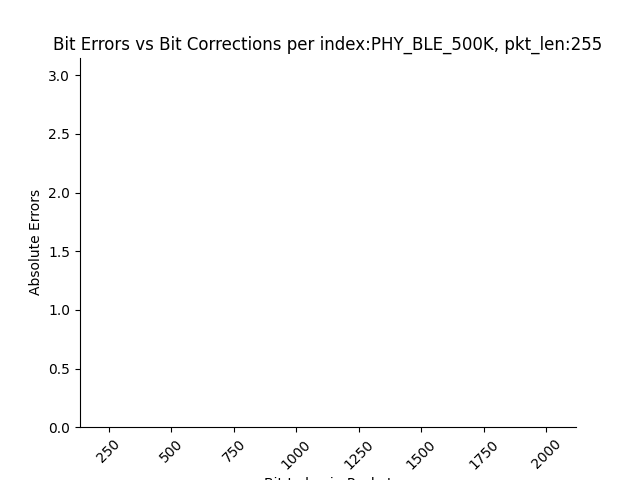 Bit Errors vs Bit Corrections per index:PHY_BLE_500K, pkt_len:255
3.0
2.5
2.0
1.5
1.0
0.5
0.0
Absolute Errors
250 500 750 1000 1250 1500 1750 2000